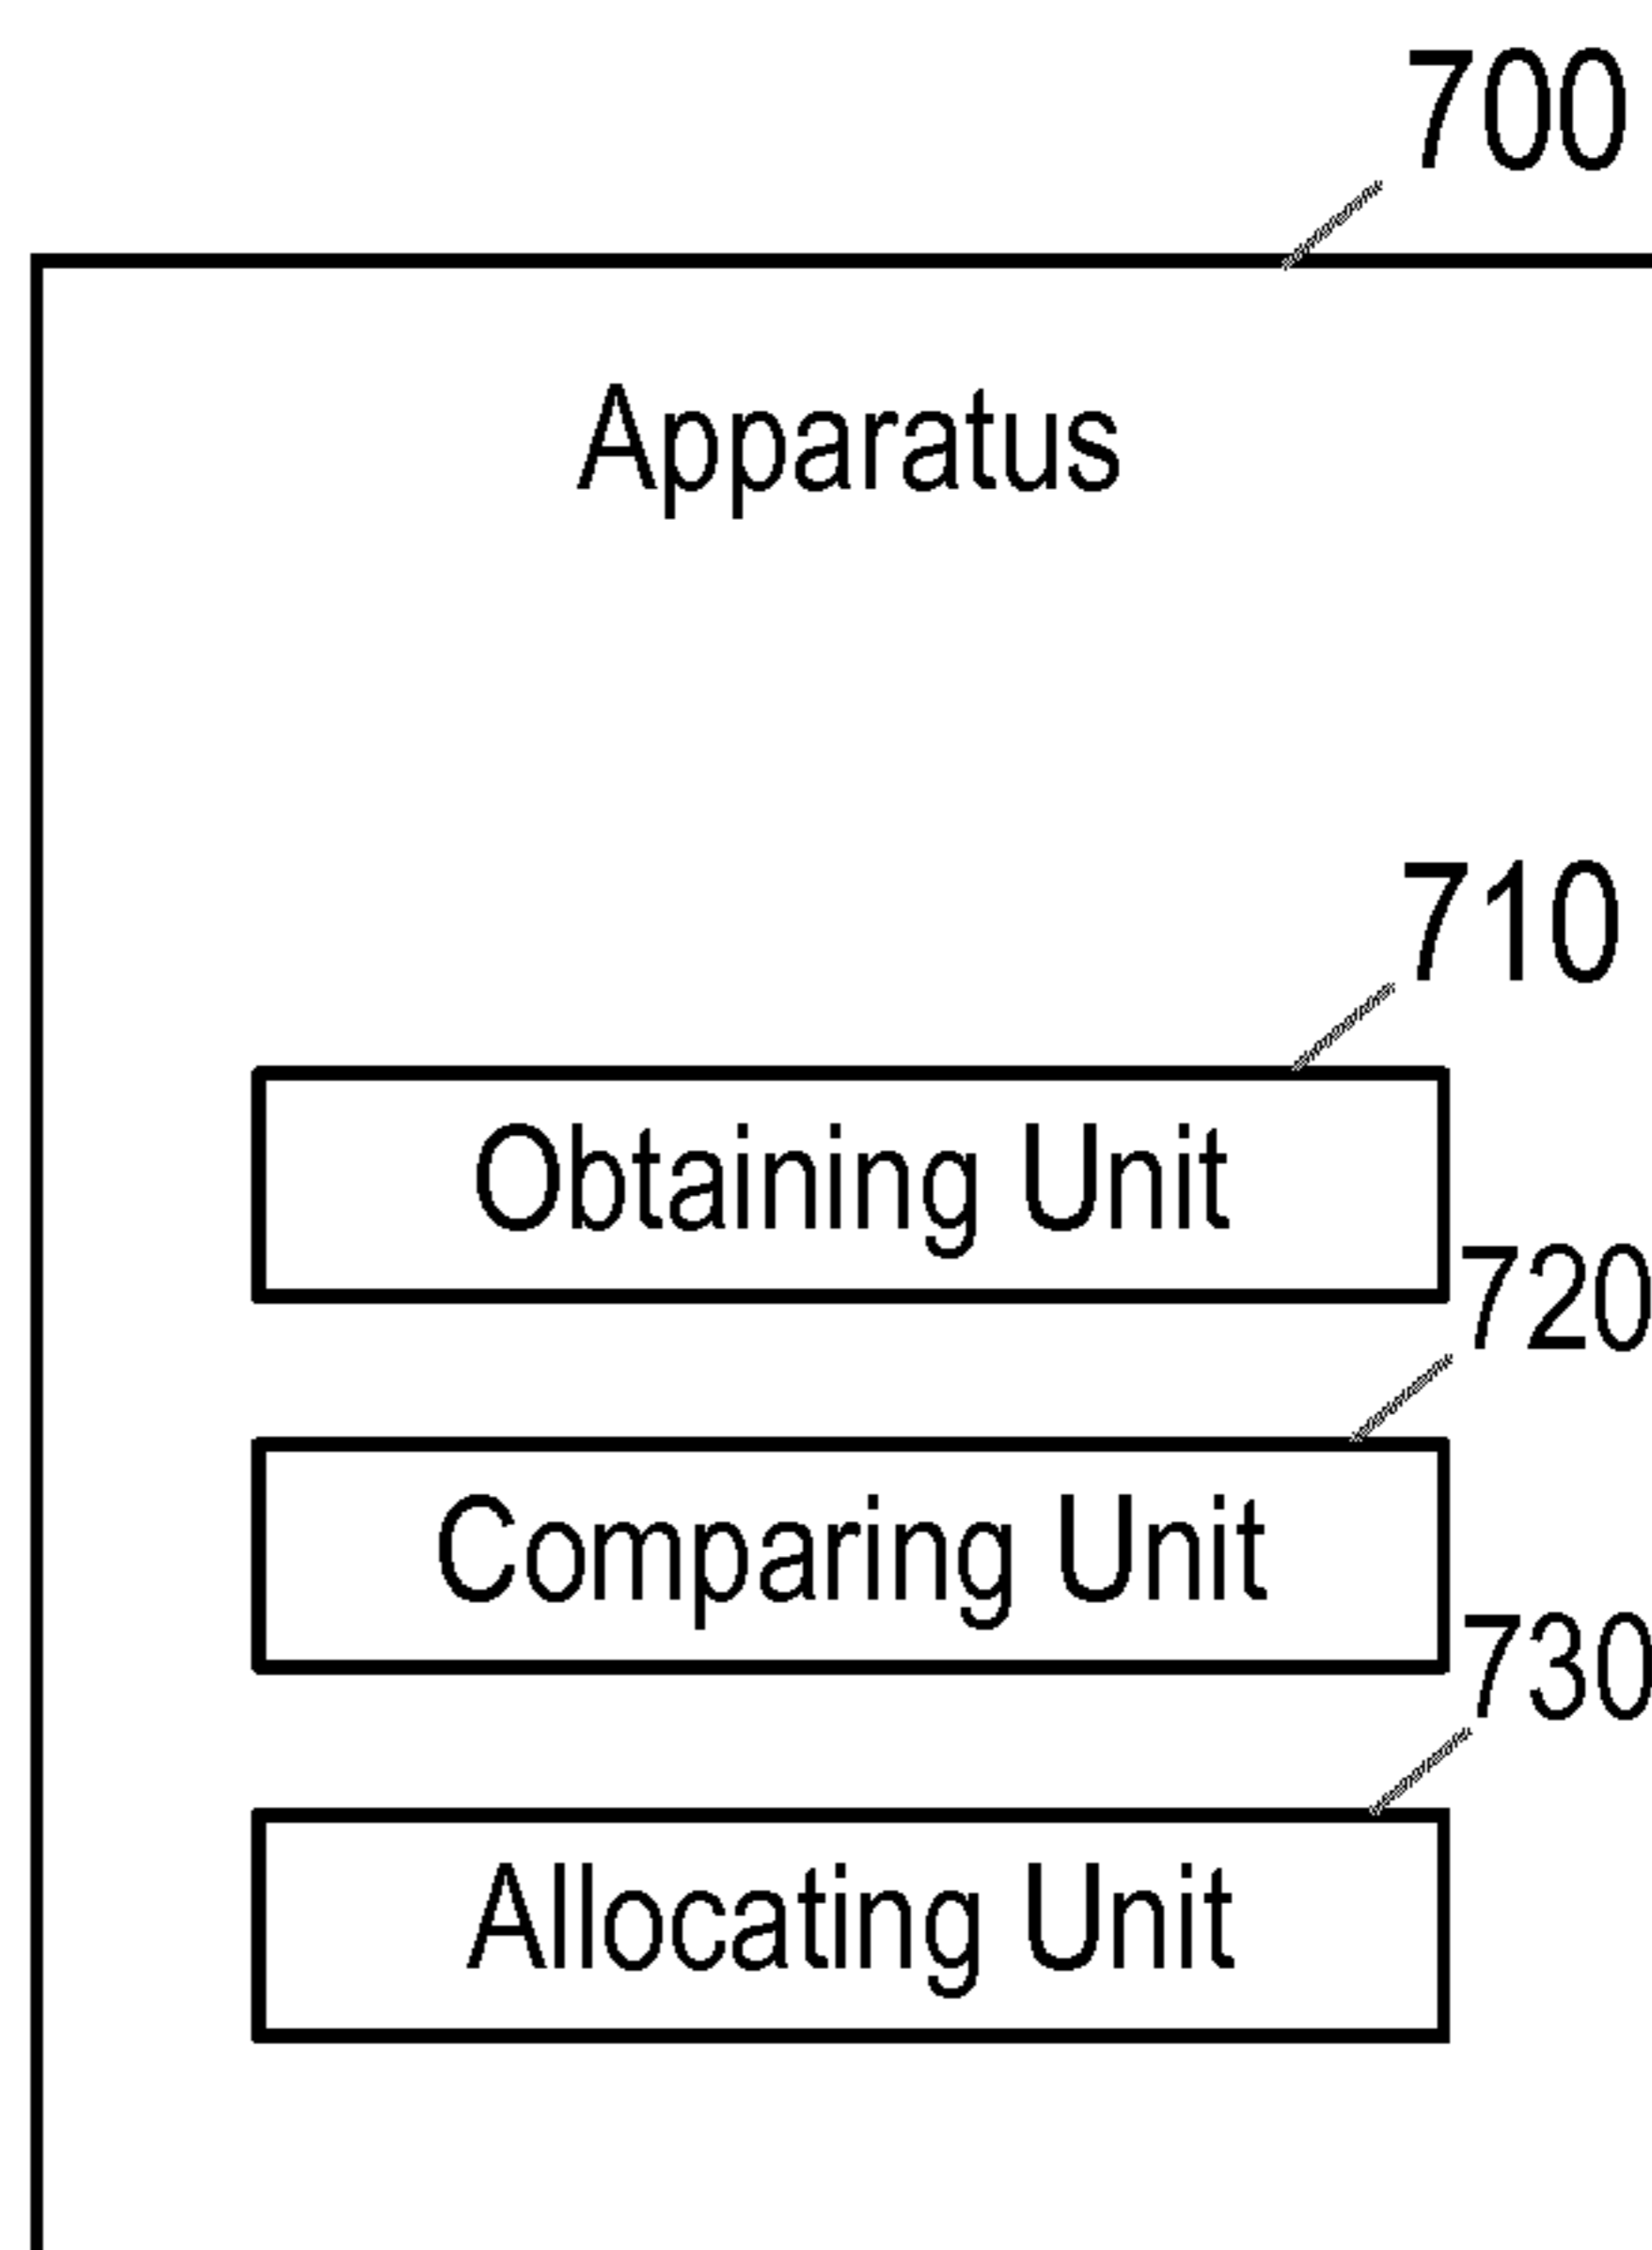 700
Apparatus
710
Obtaining Unit
720
Comparing Unit
730
Allocating Unit